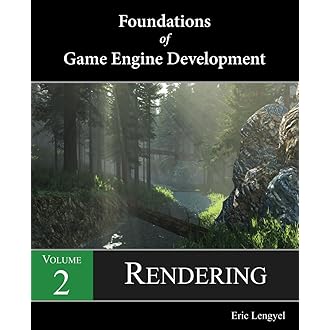 Foundations
of
Game Engine Development
VOLUME
2
RENDERING
Eric Lengyel